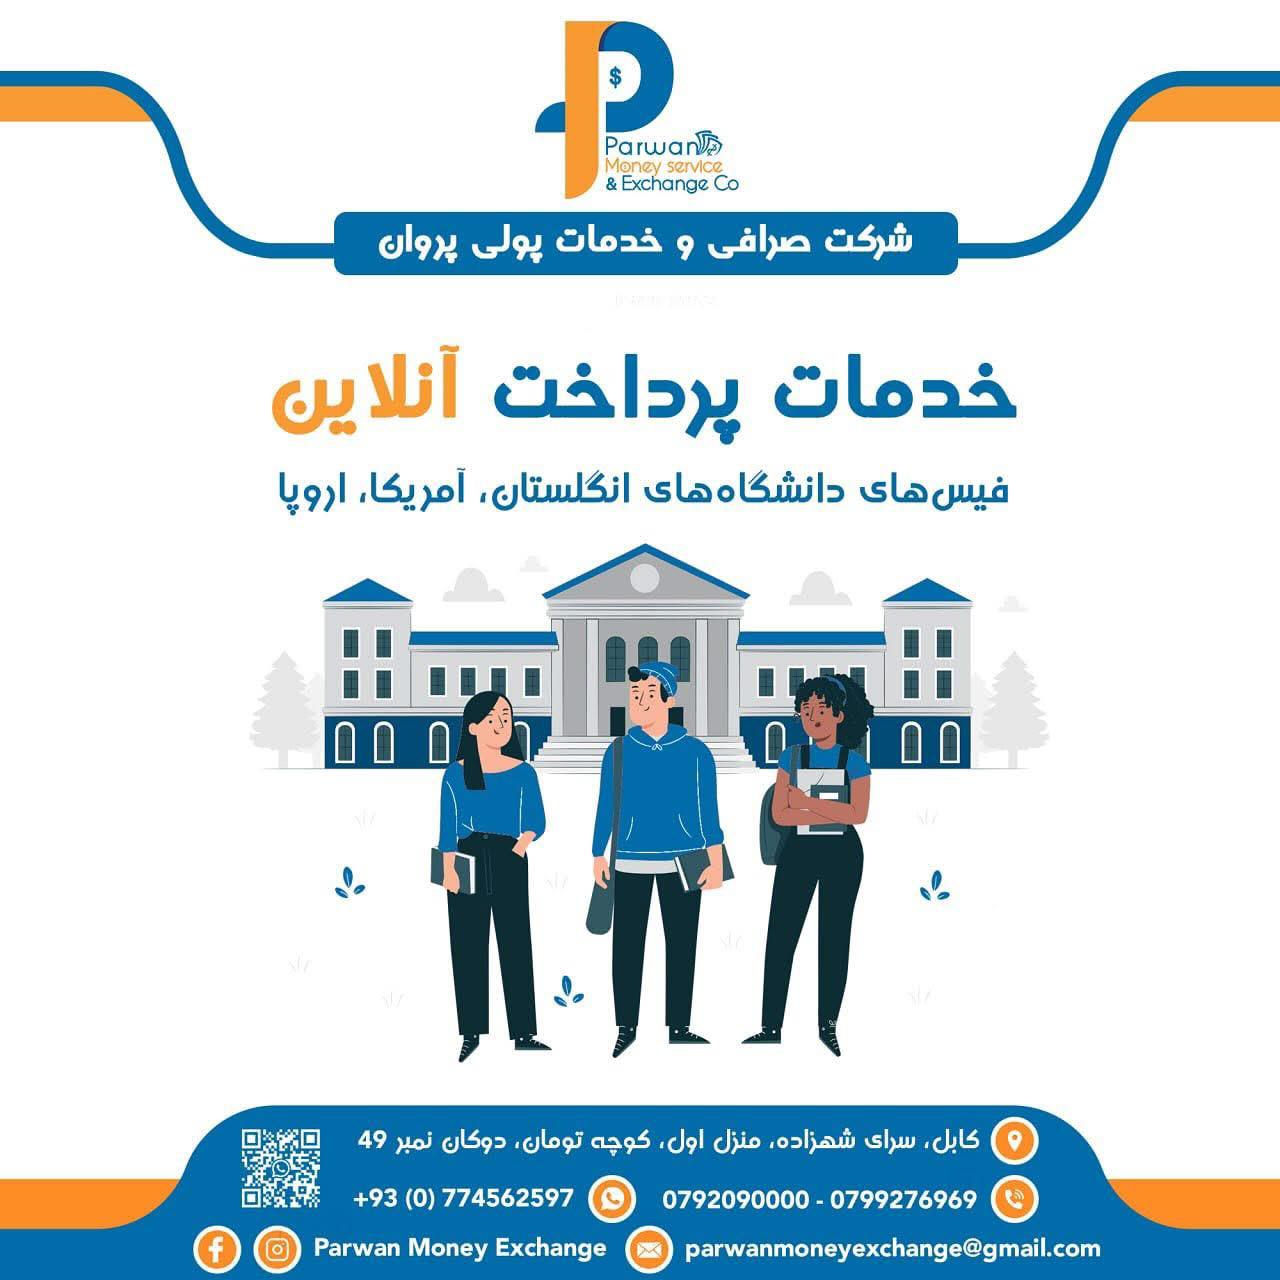 Parwan
Money service
& Exchange Co
شرکت صرافی و خدمات پولی پروان
خدمات پرداخت آنلاین
فیس‌های دانشگاه‌های انگلستان، آمریکا، اروپا
کابل، سرای شهزاده، منزل اول، کوچه تومان، دوکان نمبر 49
0792090000 - 0799276969
+93 (0) 774562597
Parwan Money Exchange
parwanmoneyexchange@gmail.com